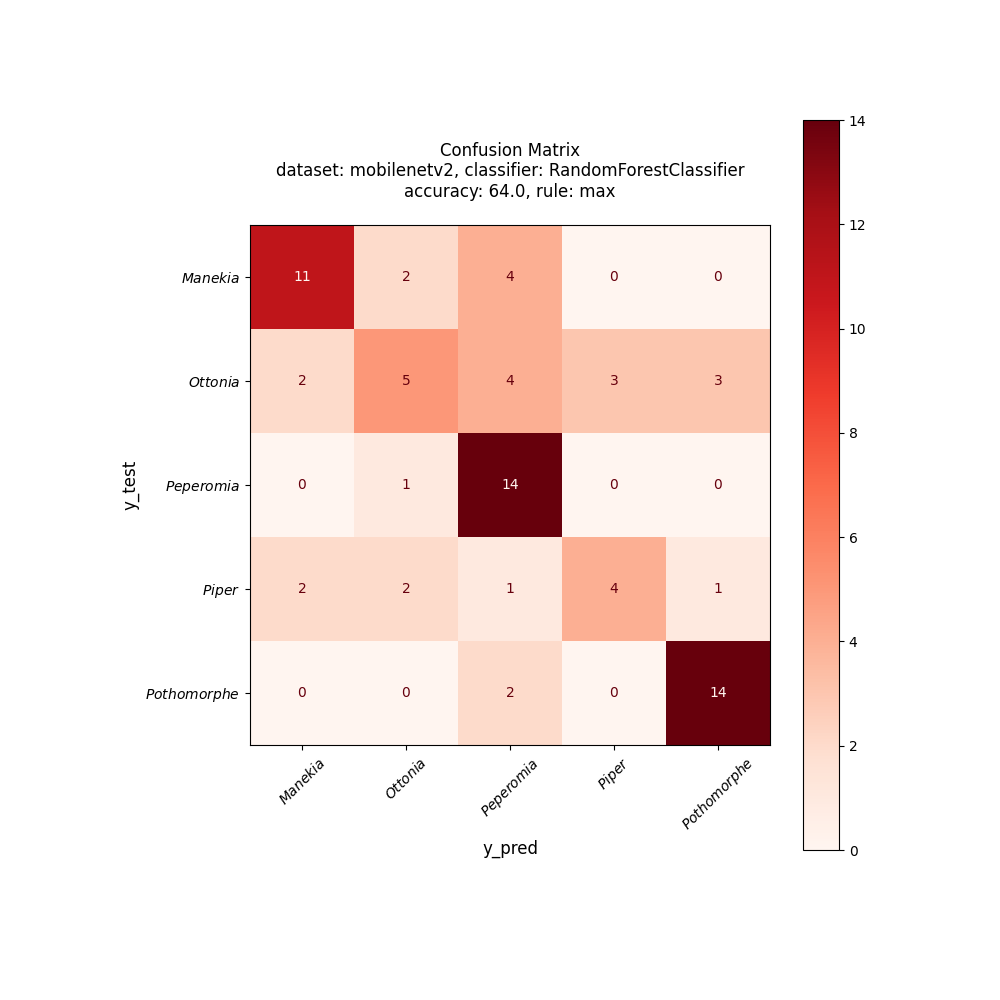 Confusion Matrix
dataset: mobilenetv2, classifier: RandomForestClassifier
accuracy: 64.0, rule: max
Manekia 11 2 4 0 0
Ottonia 2 5 4 3 3
Peperomia 0 1 14 0 0
Piper 2 2 1 4 1
Pothomorphe 0 0 2 0 14
y_test
Manekia Ottonia Peperomia Piper Pothomorphe
y_pred
14
12
10
8
6
4
2
0